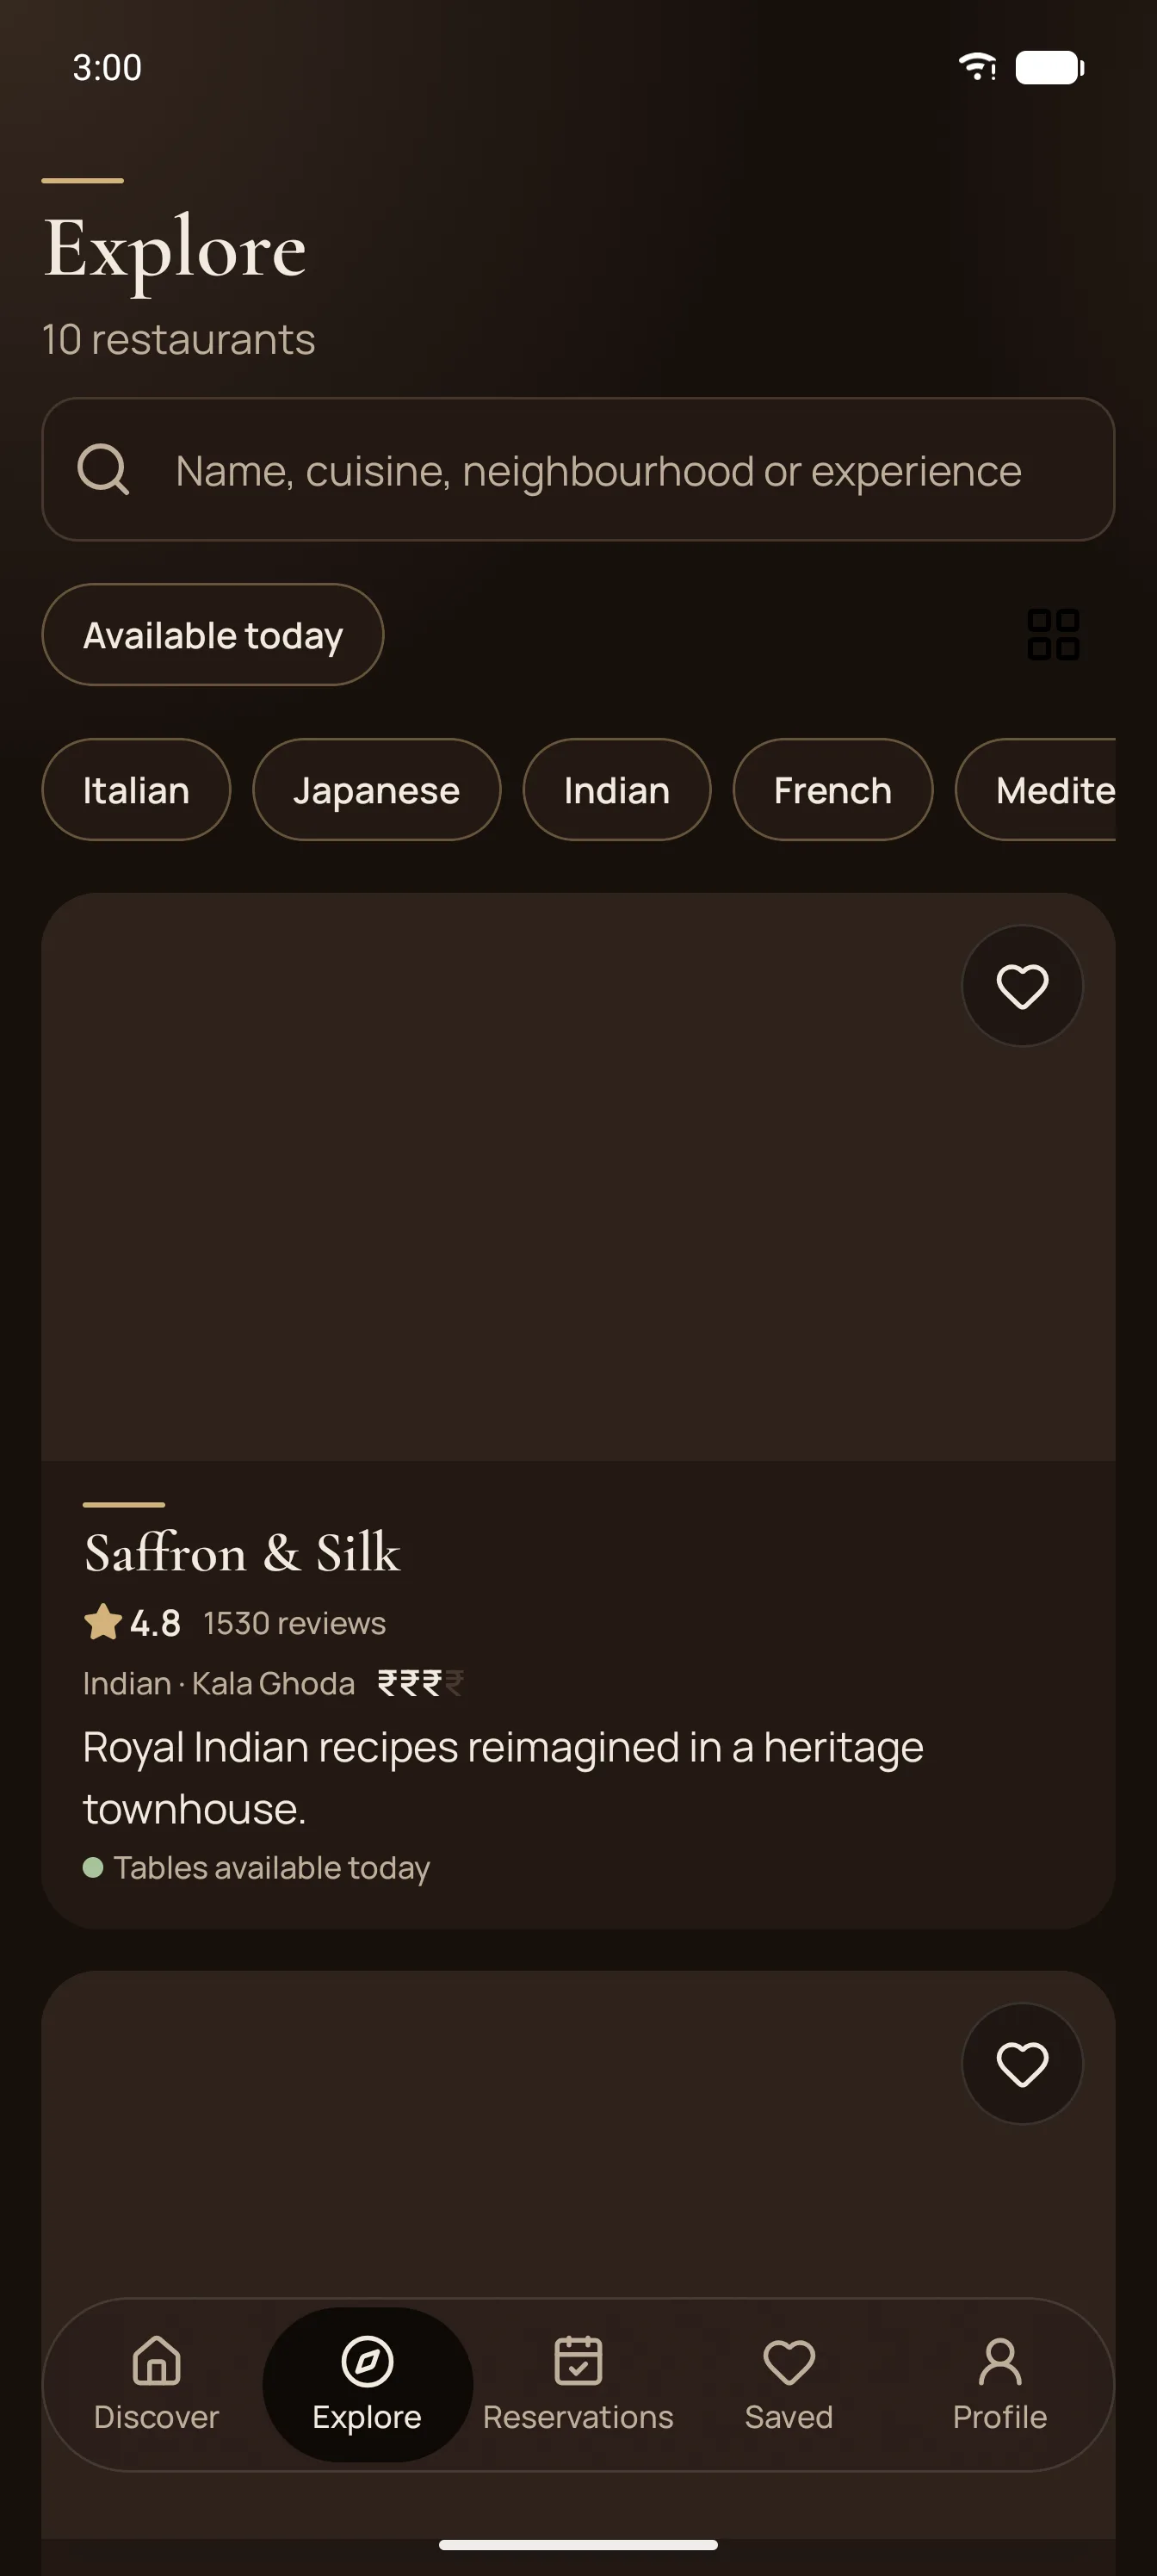 3:00
Explore
10 restaurants
Name, cuisine, neighbourhood or experience
Available today
Italian Japanese Indian French Medite
Saffron & Silk
4.8 1530 reviews
Indian · Kala Ghoda ₹₹₹₹
Royal Indian recipes reimagined in a heritage
townhouse.
Tables available today
Discover Explore Reservations Saved Profile